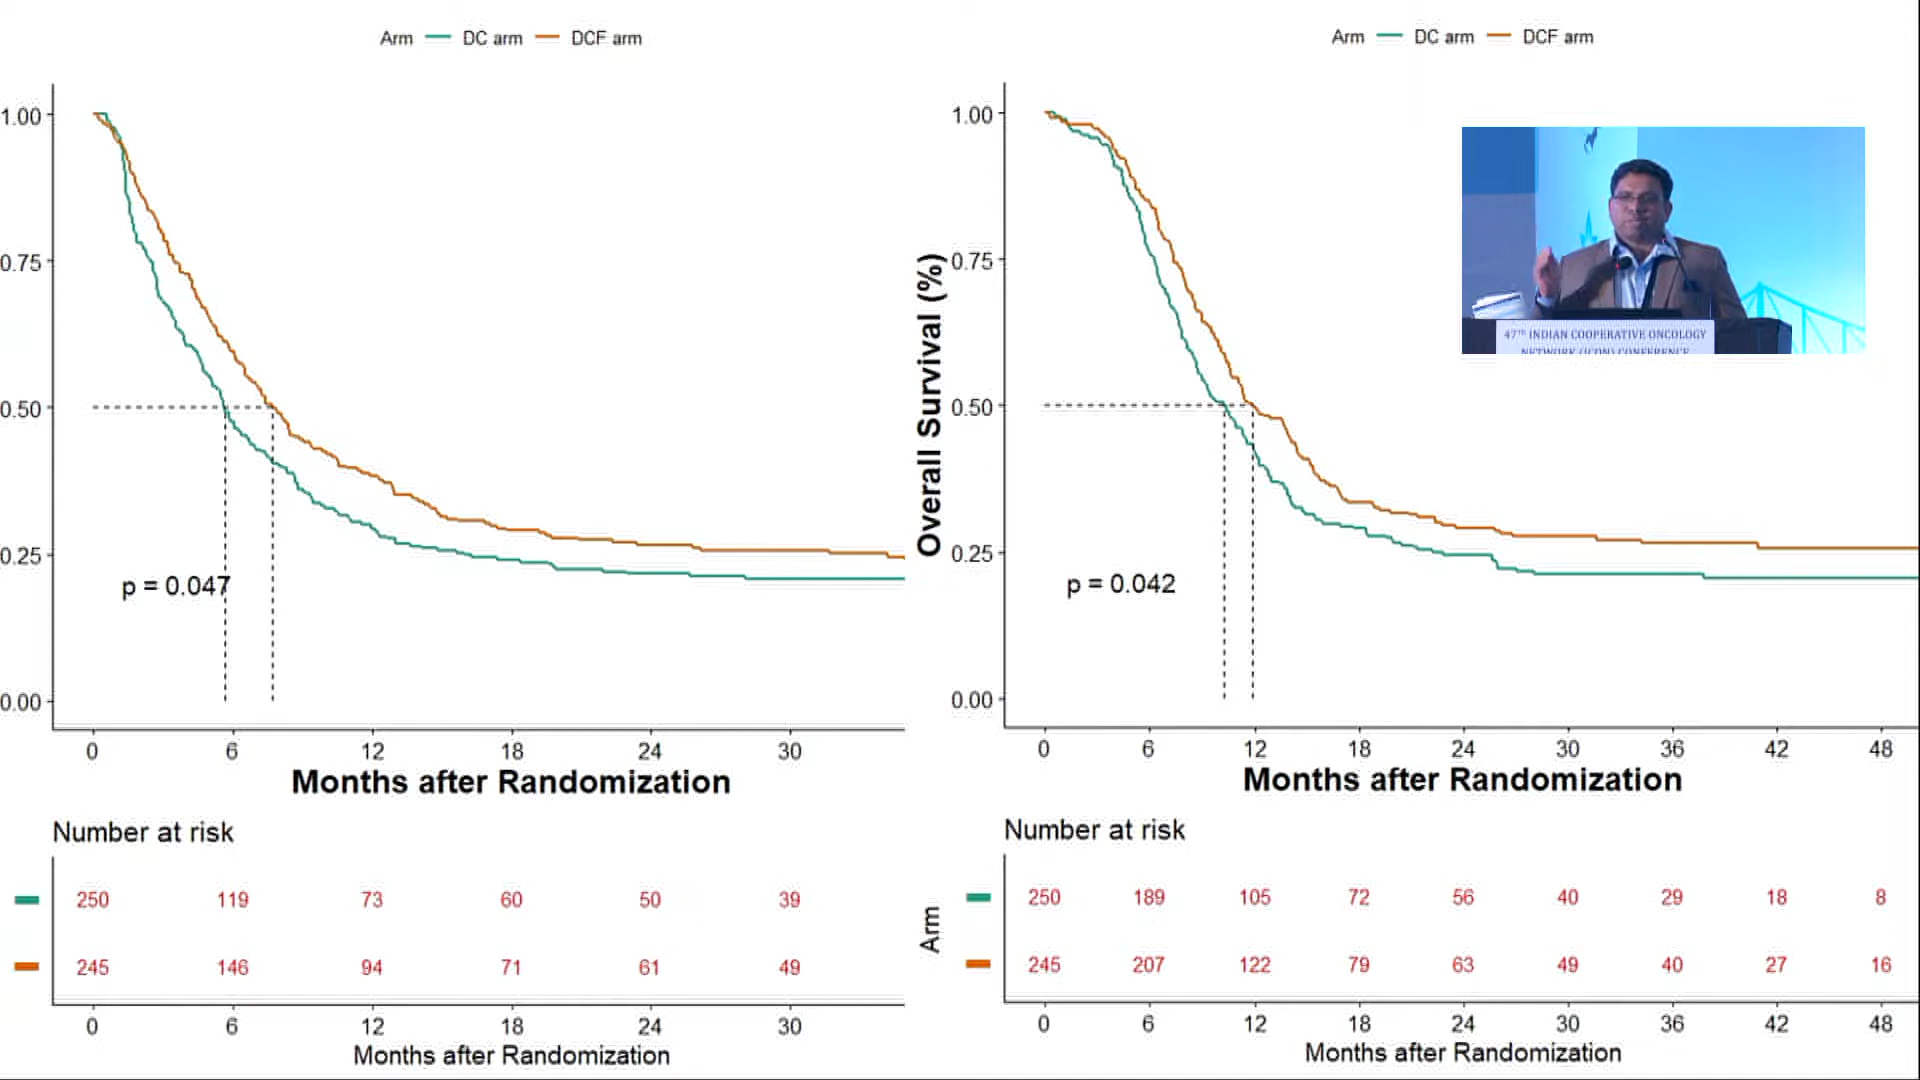 Arm DC arm DCF arm
1.00
0.75
0.50
0.25
0.00
p = 0.047
0 6 12 18 24 30
Months after Randomization
Number at risk
250 119 73 60 50 39
245 146 94 71 61 49
0 6 12 18 24 30
Months after Randomization
Arm DC arm DCF arm
Overall Survival (%)
1.00
0.75
0.50
0.25
0.00
p = 0.042
0 6 12 18 24 30 36 42 48
Months after Randomization
Number at risk
Arm
250 189 105 72 56 40 29 18 8
245 207 122 79 63 49 40 27 16
0 6 12 18 24 30 36 42 48
Months after Randomization
47TH INDIAN COOPERATIVE ONCOLOGY
NETWORK (ICON) CONFERENCE